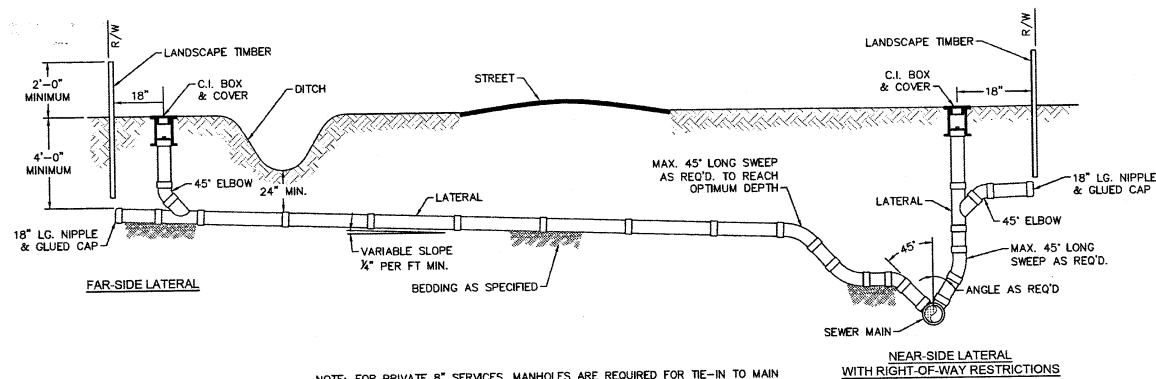 R/W
LANDSCAPE TIMBER
2'-0"
MINIMUM
18"
C.I. BOX
& COVER
DITCH
STREET
R/W
LANDSCAPE TIMBER
C.I. BOX
& COVER
18"
4'-0"
MINIMUM
45° ELBOW
24" MIN.
LATERAL
MAX. 45° LONG SWEEP
AS REQ'D. TO REACH
OPTIMUM DEPTH
18" LG. NIPPLE
& GLUED CAP
LATERAL
45° ELBOW
18" LG. NIPPLE
& GLUED CAP
VARIABLE SLOPE
¼" PER FT MIN.
BEDDING AS SPECIFIED
45°
MAX. 45° LONG
SWEEP AS REQ'D.
ANGLE AS REQ'D
FAR-SIDE LATERAL
SEWER MAIN
NEAR-SIDE LATERAL
WITH RIGHT-OF-WAY RESTRICTIONS
NOTE: FOR PRIVATE 8" SERVICES, MANHOLES ARE REQUIRED FOR TIE-IN TO MAIN